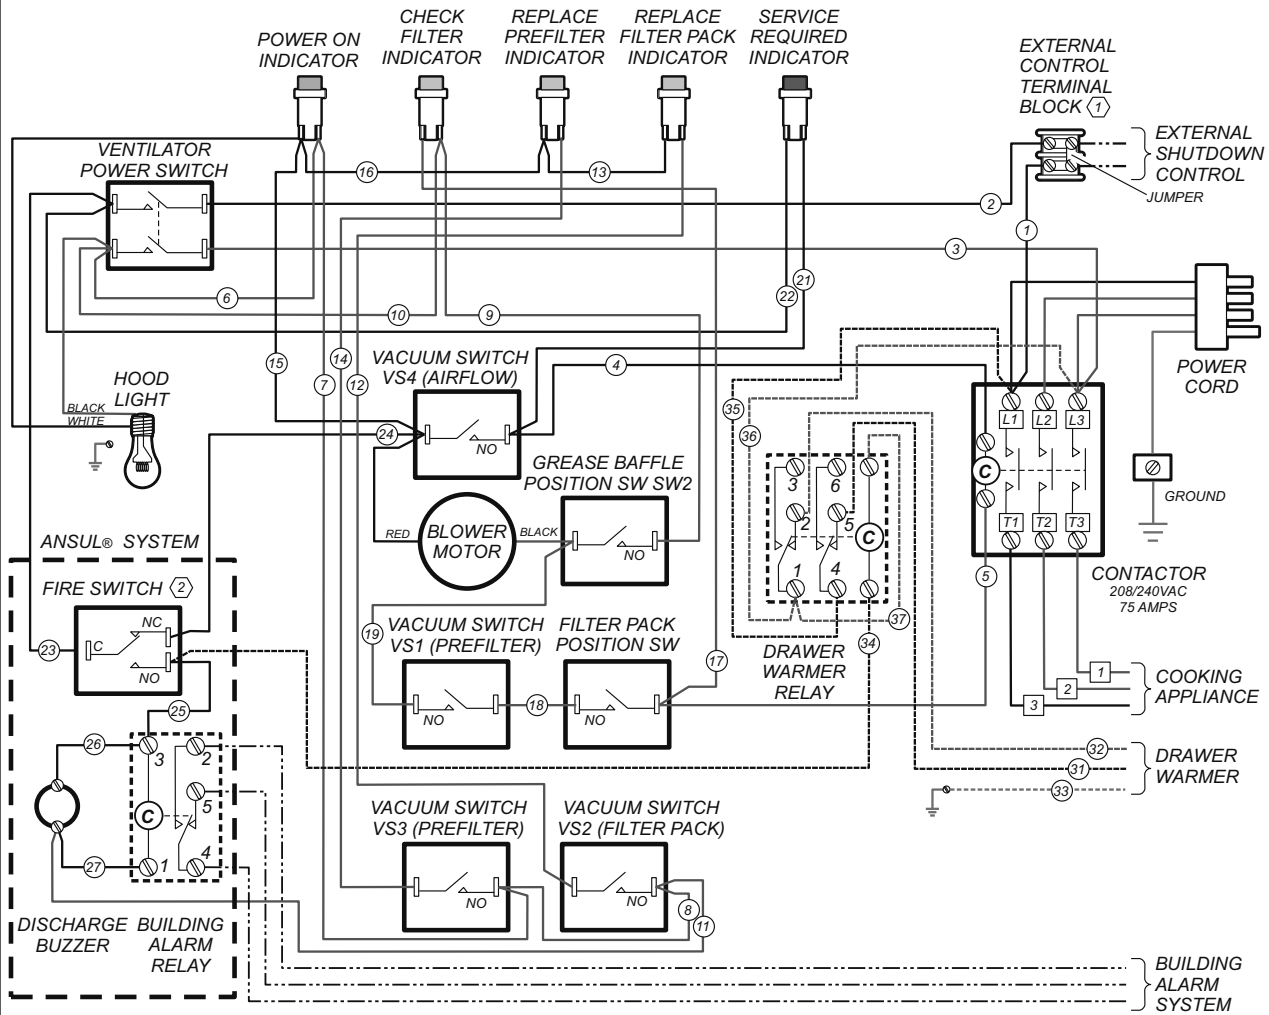 POWER ON
INDICATOR
CHECK
FILTER
INDICATOR
REPLACE
PREFILTER
INDICATOR
REPLACE
FILTER PACK
INDICATOR
SERVICE
REQUIRED
INDICATOR
EXTERNAL
CONTROL
TERMINAL
BLOCK 1
EXTERNAL
SHUTDOWN
CONTROL
JUMPER
VENTILATOR
POWER SWITCH
16
13
2
1
3
6
10
9
22
21
15
7
14
12
4
VACUUM SWITCH
VS4 (AIRFLOW)
NO
24
HOOD
LIGHT
BLACK
WHITE
POWER
CORD
GROUND
35
36
L1
L2
L3
C
T1
T2
T3
5
CONTACTOR
208/240VAC
75 AMPS
GREASE BAFFLE
POSITION SW SW2
NO
RED
BLOWER
MOTOR
BLACK
3
6
2
5
C
1
4
37
34
DRAWER
WARMER
RELAY
ANSUL® SYSTEM
FIRE SWITCH 2
NC
C
NO
23
25
19
VACUUM SWITCH
VS1 (PREFILTER)
NO
18
FILTER PACK
POSITION SW
NO
17
1
2
3
COOKING
APPLIANCE
32
31
33
DRAWER
WARMER
26
27
3
2
5
C
1
4
DISCHARGE
BUZZER
BUILDING
ALARM
RELAY
VACUUM SWITCH
VS3 (PREFILTER)
NO
VACUUM SWITCH
VS2 (FILTER PACK)
NO
8
11
BUILDING
ALARM
SYSTEM